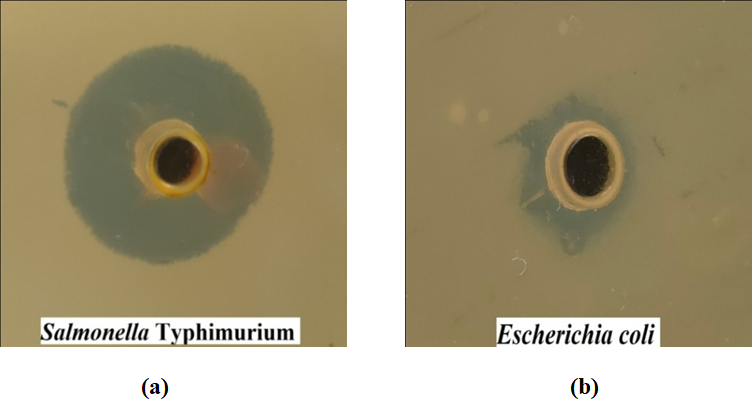 Salmonella Typhimurium
Escherichia coli
(a)
(b)